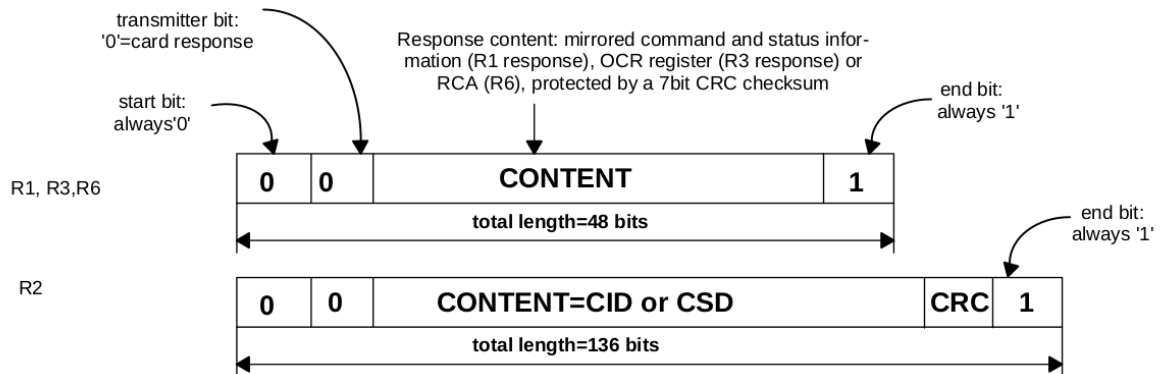 transmitter bit:
'0'=card response
Response content: mirrored command and status infor-
mation (R1 response), OCR register (R3 response) or
RCA (R6), protected by a 7bit CRC checksum
start bit:
always'0'
end bit:
always '1'
R1, R3,R6
0 0 CONTENT 1
total length=48 bits
end bit:
always '1'
R2
0 0 CONTENT=CID or CSD CRC 1
total length=136 bits